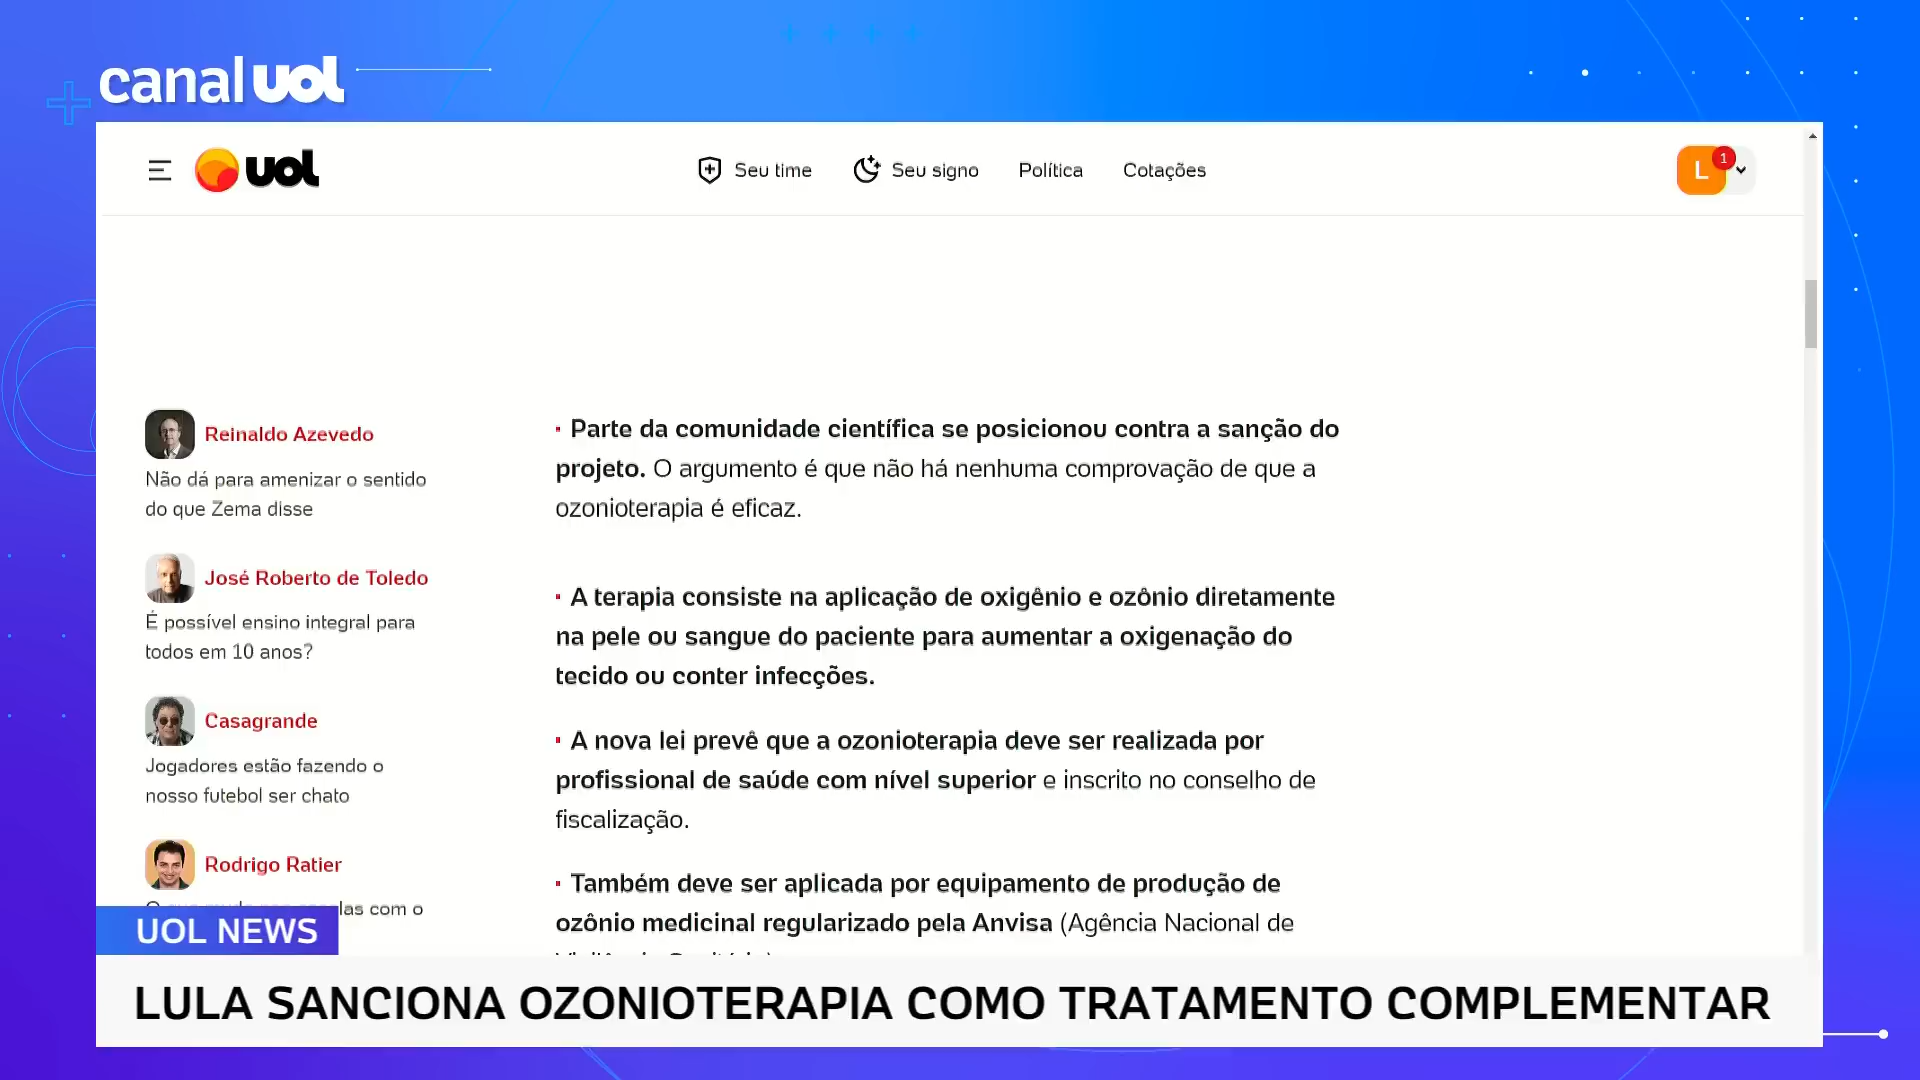 canal uol
uol
Seu time
Seu signo
Política
Cotações
L
1
Reinaldo Azevedo
Não dá para amenizar o sentido
do que Zema disse
José Roberto de Toledo
É possível ensino integral para
todos em 10 anos?
Casagrande
Jogadores estão fazendo o
nosso futebol ser chato
Rodrigo Ratier
com o
· Parte da comunidade científica se posicionou contra a sanção do
projeto. O argumento é que não há nenhuma comprovação de que a
ozonioterapia é eficaz.
· A terapia consiste na aplicação de oxigênio e ozônio diretamente
na pele ou sangue do paciente para aumentar a oxigenação do
tecido ou conter infecções.
· A nova lei prevê que a ozonioterapia deve ser realizada por
profissional de saúde com nível superior e inscrito no conselho de
fiscalização.
· Também deve ser aplicada por equipamento de produção de
ozônio medicinal regularizado pela Anvisa (Agência Nacional de
UOL NEWS
LULA SANCIONA OZONIOTERAPIA COMO TRATAMENTO COMPLEMENTAR